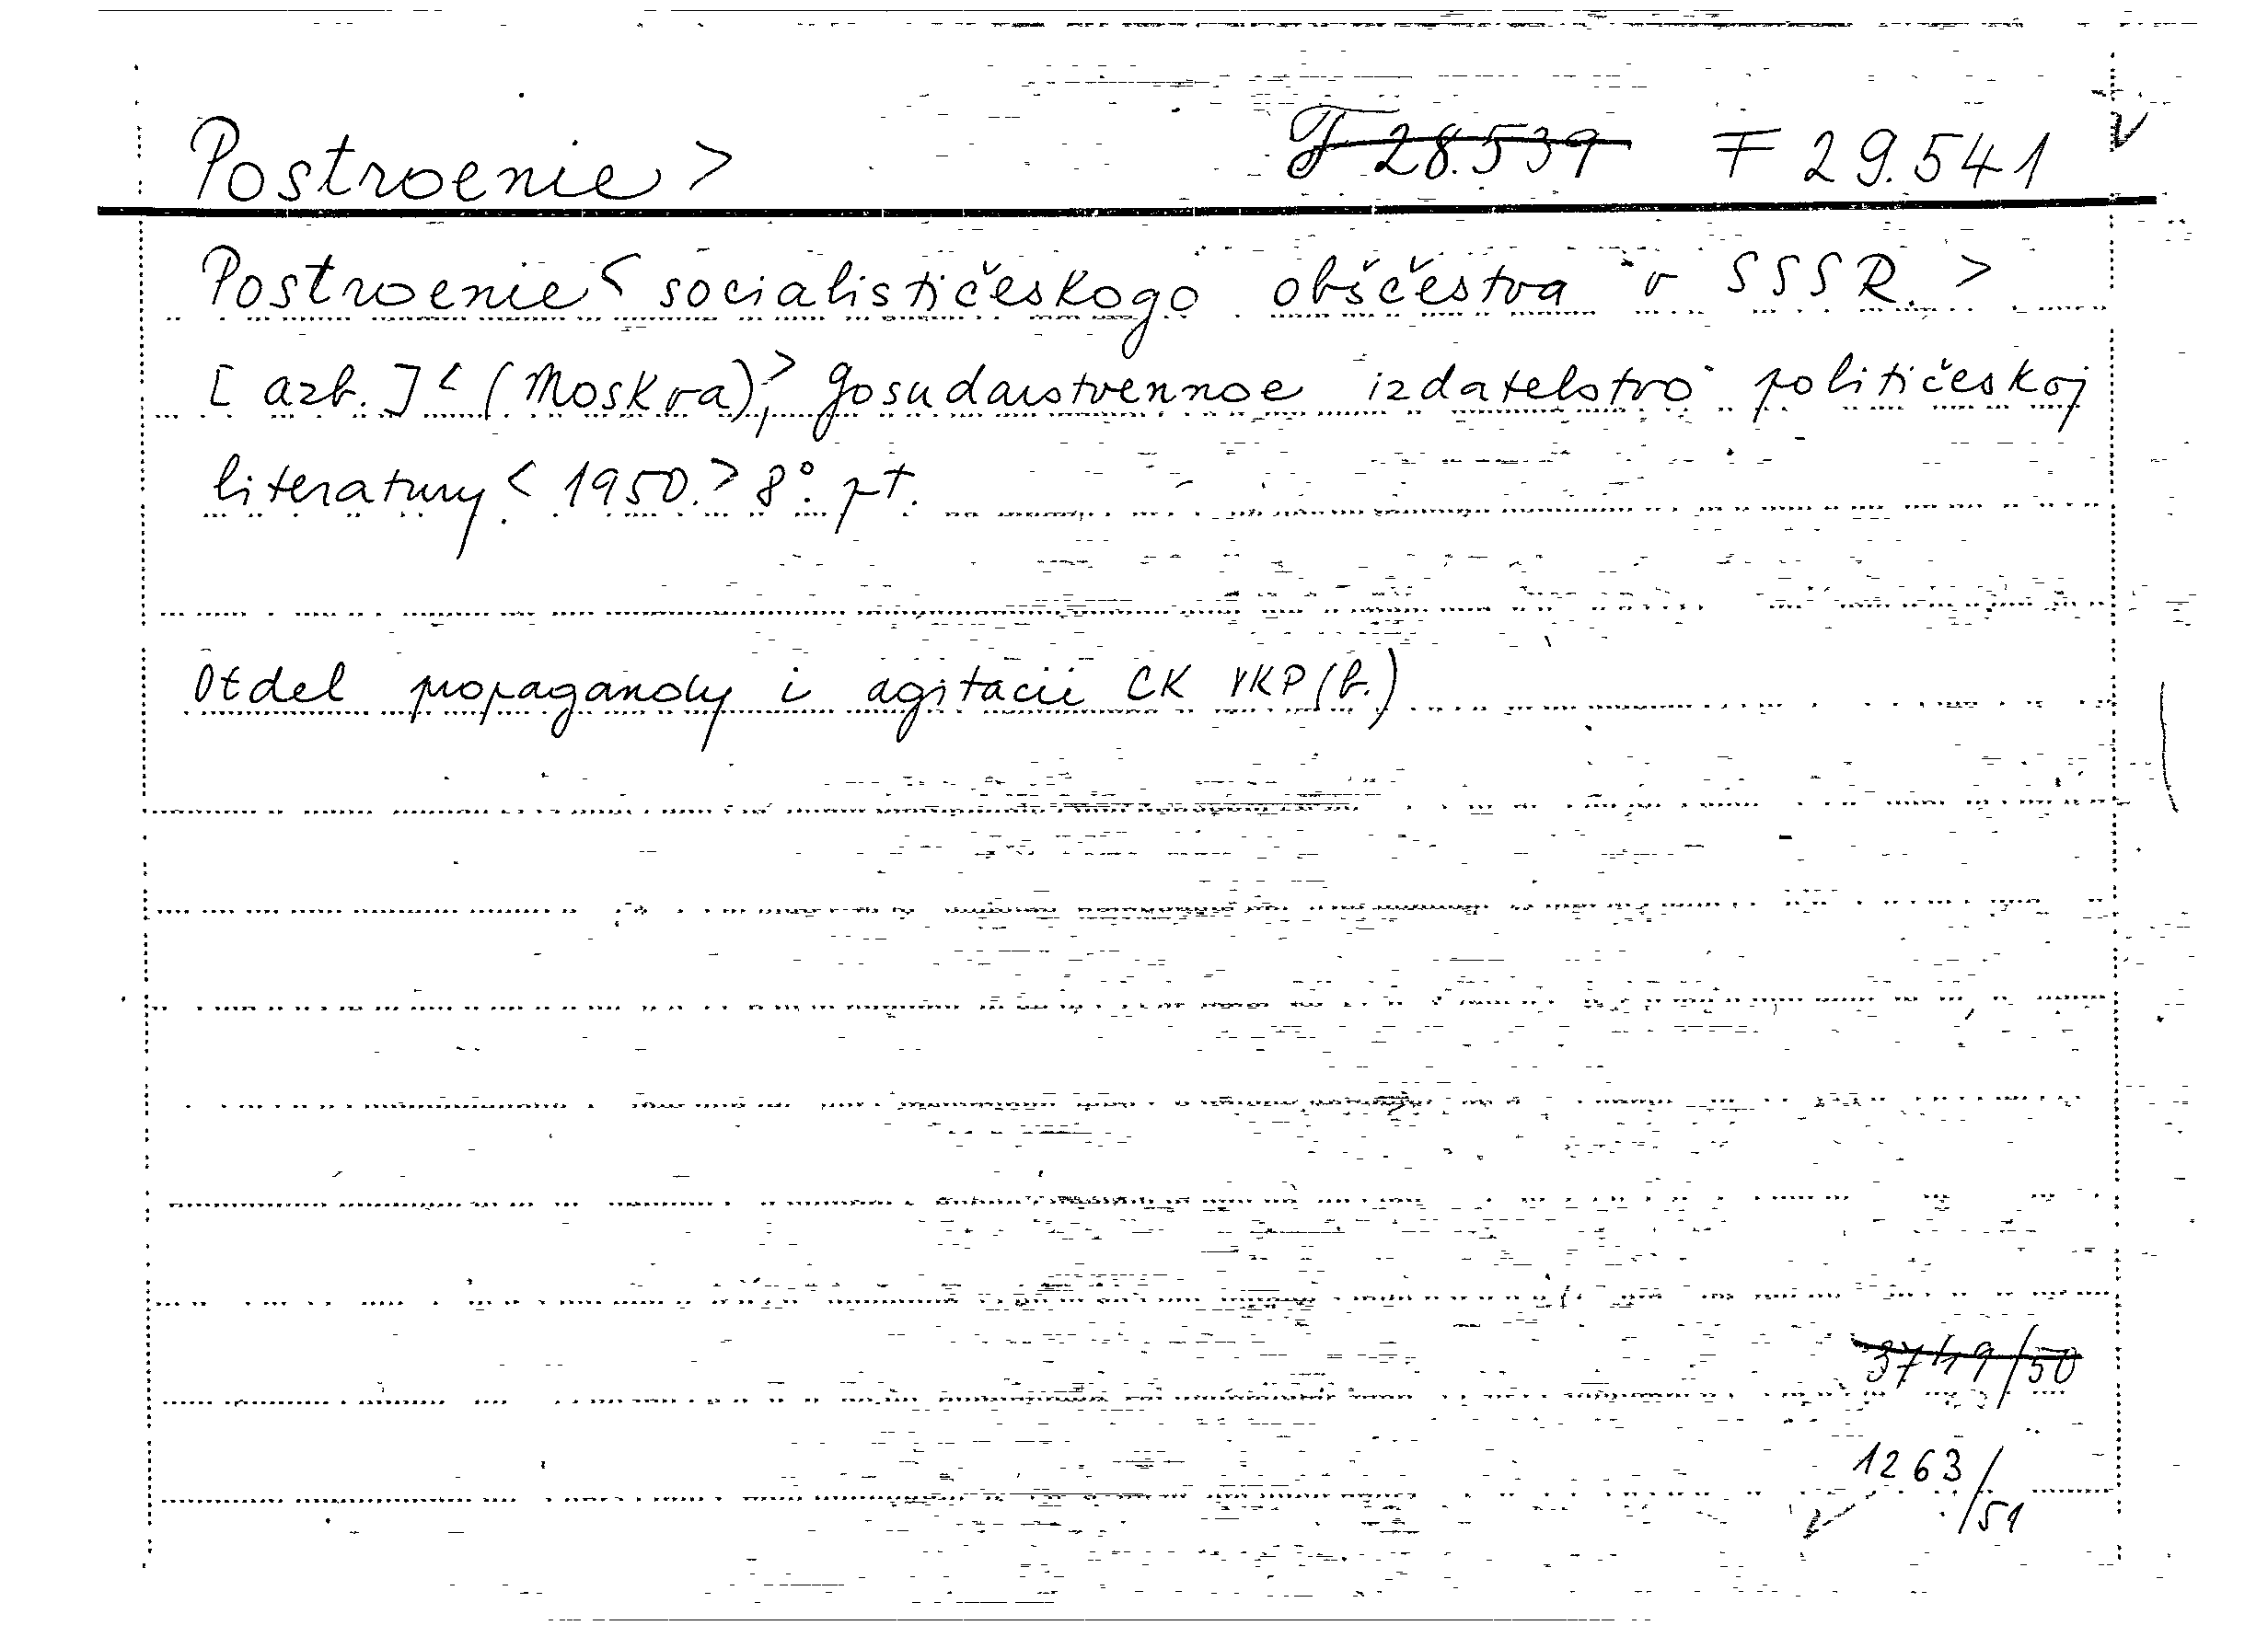 Postroenie > F 28.539 F 29.541
Postroenie < socialističeskogo obščestva v SSSR. >
[azb.] < (Moskva), > Gosudarstvennoe izdatelstvo političeskoj
literatury < 1950. > 8°. pt.
Otdel propagandy i agitacii CK VKP(b.)
3749/50
1263/51